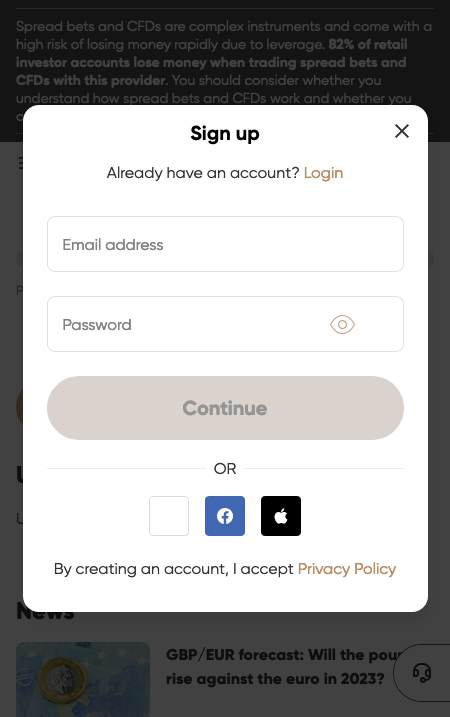 Spread bets and CFDs are complex instruments and come with a
high risk of losing money rapidly due to leverage. 82% of retail
investor accounts lose money when trading spread bets and
CFDs with this provider. You should consider whether you
understand how spread bets and CFDs work and whether you
Sign up
Already have an account? Login
Email address
Password
Continue
OR
By creating an account, I accept Privacy Policy
News
GBP/EUR forecast: Will the
rise against the euro in 2023?